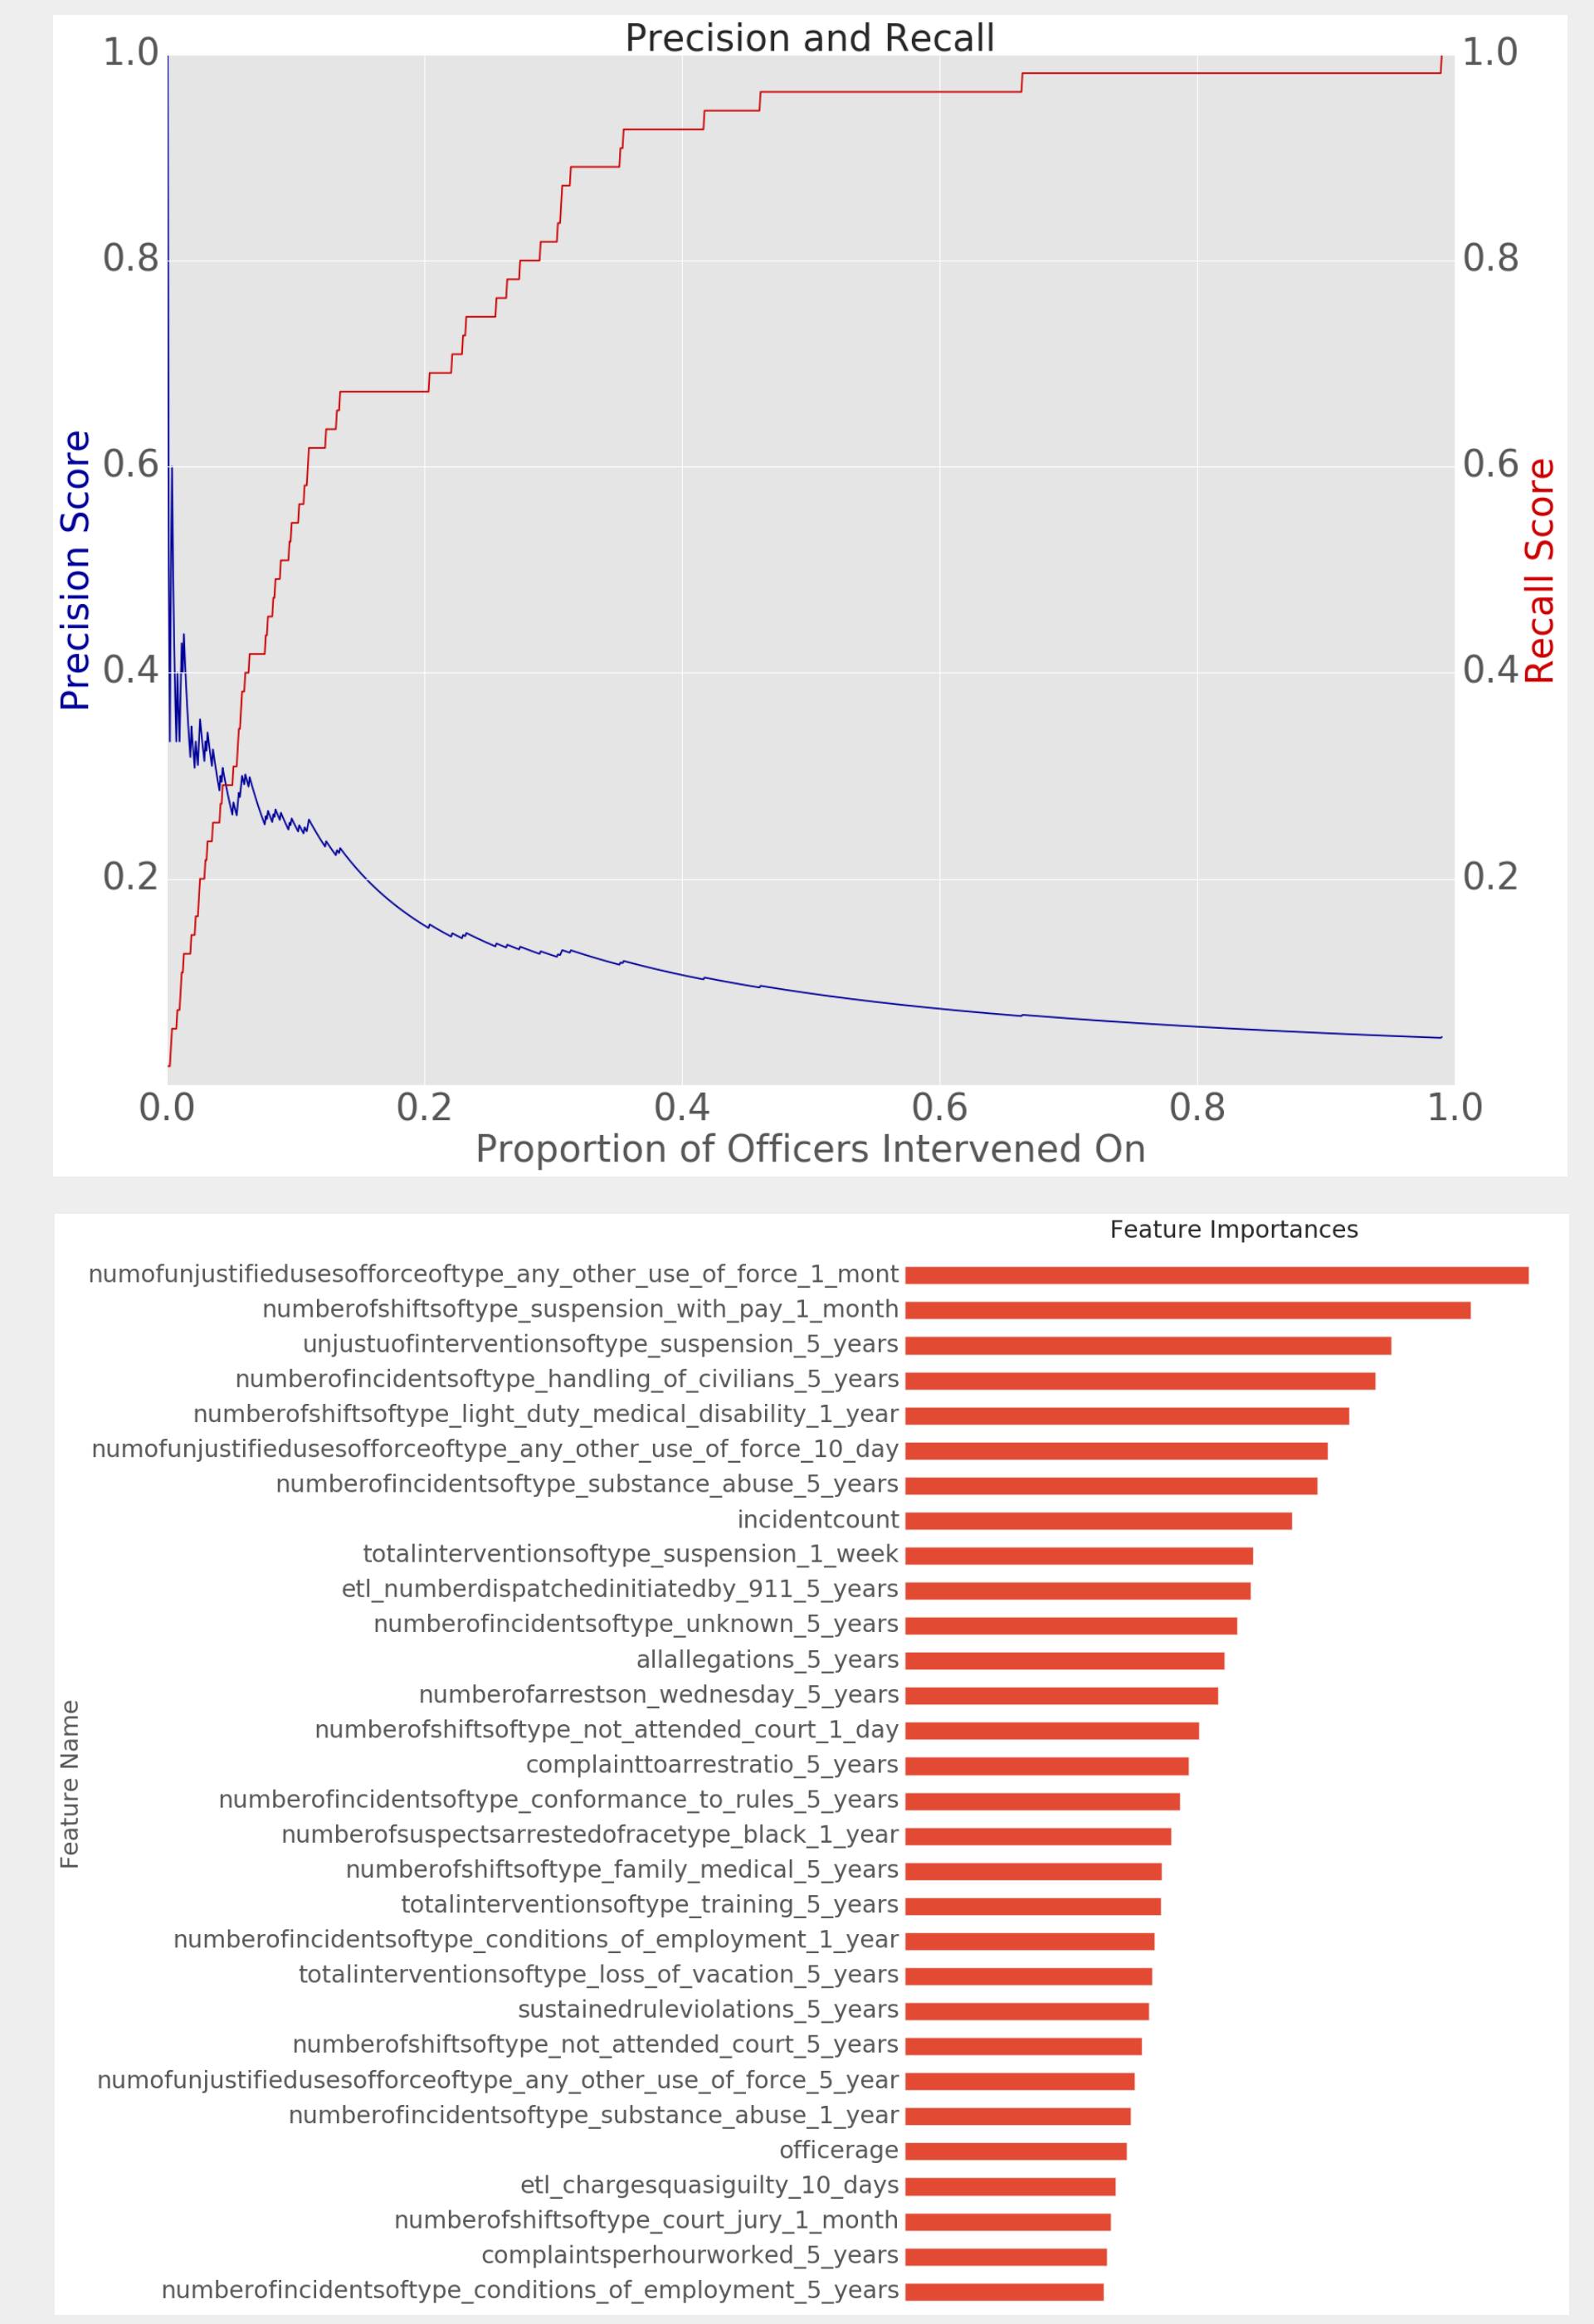 Precision and Recall
1.0
0.8
0.6
0.4
0.2
Precision Score
1.0
0.8
0.6
0.4
0.2
Recall Score
0.0 0.2 0.4 0.6 0.8 1.0
Proportion of Officers Intervened On
Feature Importances
Feature Name
numofunjustifiedusesofforceoftype_any_other_use_of_force_1_mont
numberofshiftsoftype_suspension_with_pay_1_month
unjustuofinterventionsoftype_suspension_5_years
numberofincidentsoftype_handling_of_civilians_5_years
numberofshiftsoftype_light_duty_medical_disability_1_year
numofunjustifiedusesofforceoftype_any_other_use_of_force_10_day
numberofincidentsoftype_substance_abuse_5_years
incidentcount
totalinterventionsoftype_suspension_1_week
etl_numberdispatchedinitiatedby_911_5_years
numberofincidentsoftype_unknown_5_years
allallegations_5_years
numberofarrestson_wednesday_5_years
numberofshiftsoftype_not_attended_court_1_day
complainttoarrestratio_5_years
numberofincidentsoftype_conformance_to_rules_5_years
numberofsuspectsarrestedofracetype_black_1_year
numberofshiftsoftype_family_medical_5_years
totalinterventionsoftype_training_5_years
numberofincidentsoftype_conditions_of_employment_1_year
totalinterventionsoftype_loss_of_vacation_5_years
sustainedruleviolations_5_years
numberofshiftsoftype_not_attended_court_5_years
numofunjustifiedusesofforceoftype_any_other_use_of_force_5_year
numberofincidentsoftype_substance_abuse_1_year
officerage
etl_chargesquasiguilty_10_days
numberofshiftsoftype_court_jury_1_month
complaintsperhourworked_5_years
numberofincidentsoftype_conditions_of_employment_5_years